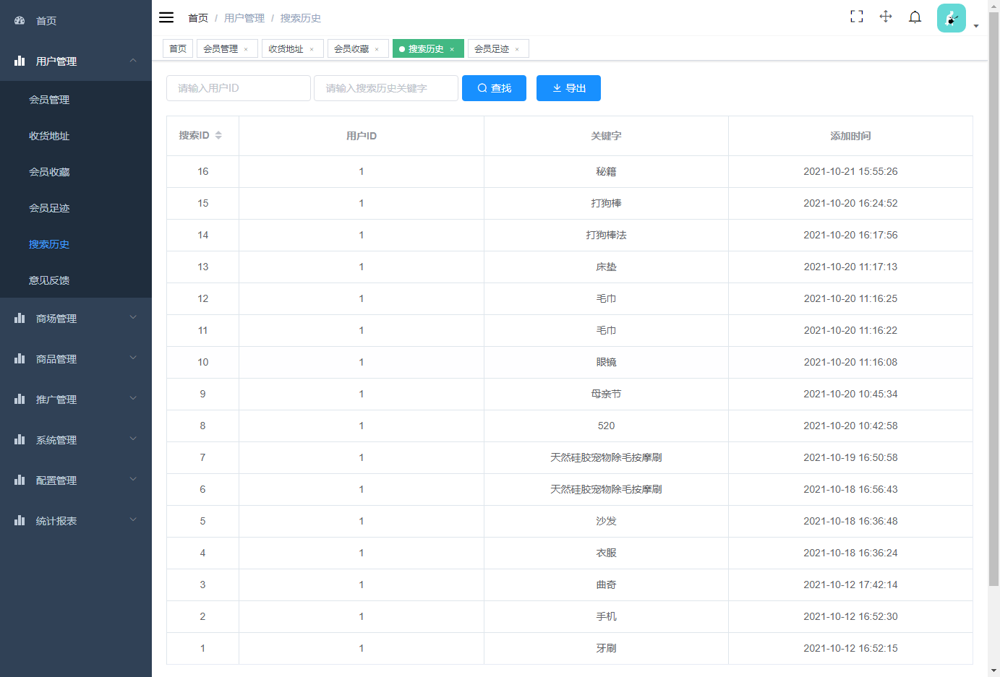 首页
用户管理
会员管理
收货地址
会员收藏
会员足迹
搜索历史
意见反馈
商场管理
商品管理
推广管理
系统管理
配置管理
统计报表
首页 / 用户管理 / 搜索历史
首页 会员管理 × 收货地址 × 会员收藏 × 搜索历史 × 会员足迹 ×
请输入用户ID 请输入搜索历史关键字 查找 导出
搜索ID 用户ID 关键字 添加时间
16 1 秘籍 2021-10-21 15:55:26
15 1 打狗棒 2021-10-20 16:24:52
14 1 打狗棒法 2021-10-20 16:17:56
13 1 床垫 2021-10-20 11:17:13
12 1 毛巾 2021-10-20 11:16:25
11 1 毛巾 2021-10-20 11:16:22
10 1 眼镜 2021-10-20 11:16:08
9 1 母亲节 2021-10-20 10:45:34
8 1 520 2021-10-20 10:42:58
7 1 天然硅胶宠物除毛按摩刷 2021-10-19 16:50:58
6 1 天然硅胶宠物除毛按摩刷 2021-10-18 16:56:43
5 1 沙发 2021-10-18 16:36:48
4 1 衣服 2021-10-18 16:36:24
3 1 曲奇 2021-10-12 17:42:14
2 1 手机 2021-10-12 16:52:30
1 1 牙刷 2021-10-12 16:52:15